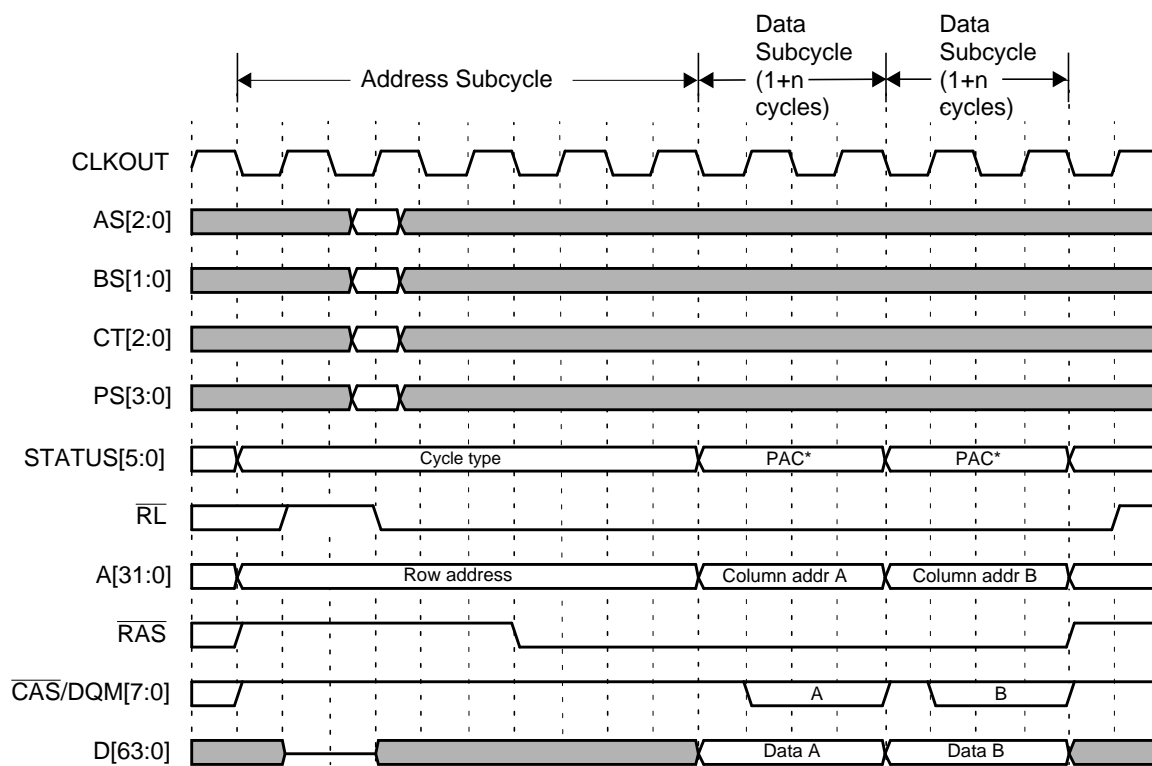 Data
Subcycle
(1+n
cycles)
Data
Subcycle
(1+n
cycles)
Address Subcycle
CLKOUT
AS[2:0]
BS[1:0]
CT[2:0]
PS[3:0]
STATUS[5:0]
Cycle type
PAC*
PAC*
RL
A[31:0]
Row address
Column addr A
Column addr B
RAS
CAS/DQM[7:0]
A
B
D[63:0]
Data A
Data B